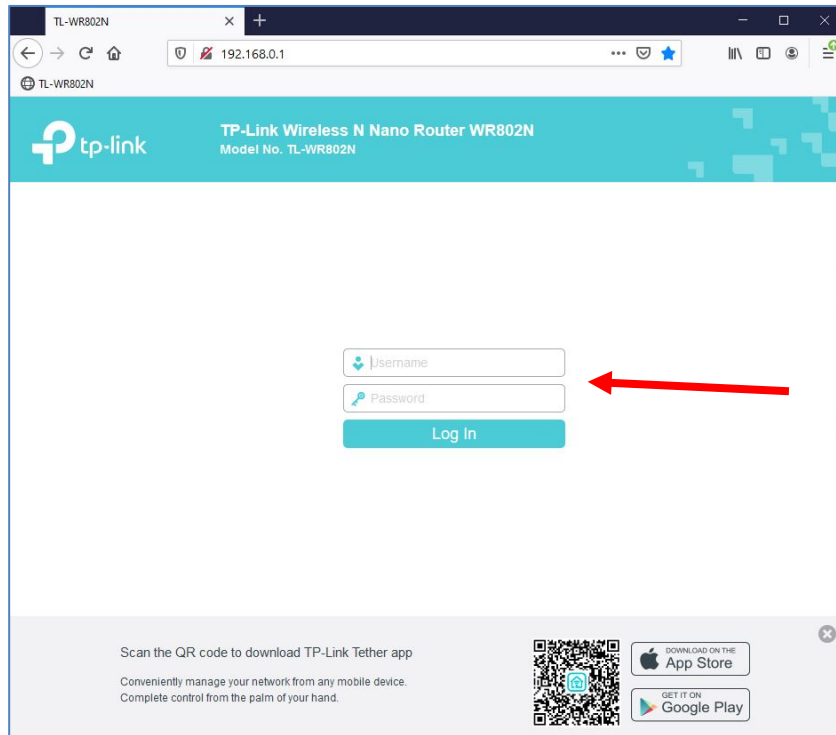 TL-WR802N
192.168.0.1
TL-WR802N
tp-link
TP-Link Wireless N Nano Router WR802N
Model No. TL-WR802N
Username
Password
Log In
Scan the QR code to download TP-Link Tether app
Conveniently manage your network from any mobile device.
Complete control from the palm of your hand.
DOWNLOAD ON THE
App Store
GET IT ON
Google Play